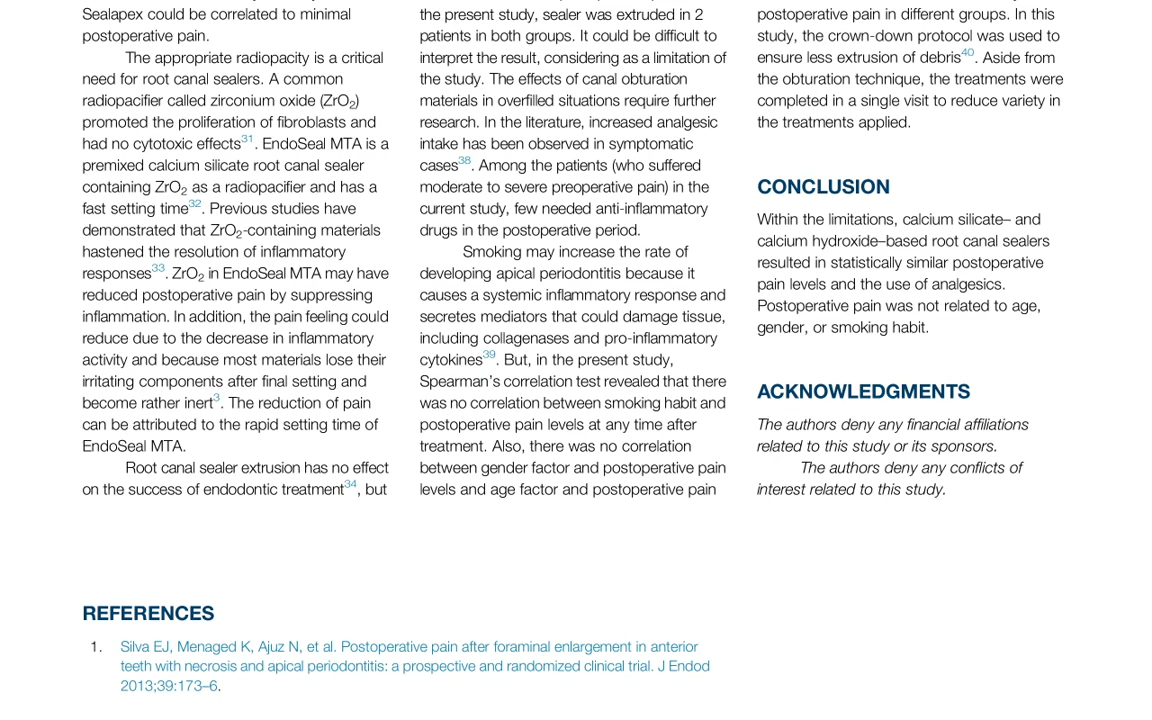 Sealapex could be correlated to minimal
postoperative pain.
The appropriate radiopacity is a critical
need for root canal sealers. A common
radiopacifier called zirconium oxide (ZrO2)
promoted the proliferation of fibroblasts and
had no cytotoxic effects31. EndoSeal MTA is a
premixed calcium silicate root canal sealer
containing ZrO2 as a radiopacifier and has a
fast setting time32. Previous studies have
demonstrated that ZrO2-containing materials
hastened the resolution of inflammatory
responses33. ZrO2 in EndoSeal MTA may have
reduced postoperative pain by suppressing
inflammation. In addition, the pain feeling could
reduce due to the decrease in inflammatory
activity and because most materials lose their
irritating components after final setting and
become rather inert3. The reduction of pain
can be attributed to the rapid setting time of
EndoSeal MTA.
Root canal sealer extrusion has no effect
on the success of endodontic treatment34, but
the present study, sealer was extruded in 2
patients in both groups. It could be difficult to
interpret the result, considering as a limitation of
the study. The effects of canal obturation
materials in overfilled situations require further
research. In the literature, increased analgesic
intake has been observed in symptomatic
cases38. Among the patients (who suffered
moderate to severe preoperative pain) in the
current study, few needed anti-inflammatory
drugs in the postoperative period.
Smoking may increase the rate of
developing apical periodontitis because it
causes a systemic inflammatory response and
secretes mediators that could damage tissue,
including collagenases and pro-inflammatory
cytokines39. But, in the present study,
Spearman's correlation test revealed that there
was no correlation between smoking habit and
postoperative pain levels at any time after
treatment. Also, there was no correlation
between gender factor and postoperative pain
levels and age factor and postoperative pain
postoperative pain in different groups. In this
study, the crown-down protocol was used to
ensure less extrusion of debris40. Aside from
the obturation technique, the treatments were
completed in a single visit to reduce variety in
the treatments applied.
CONCLUSION
Within the limitations, calcium silicate– and
calcium hydroxide–based root canal sealers
resulted in statistically similar postoperative
pain levels and the use of analgesics.
Postoperative pain was not related to age,
gender, or smoking habit.
ACKNOWLEDGMENTS
The authors deny any financial affiliations
related to this study or its sponsors.
The authors deny any conflicts of
interest related to this study.
REFERENCES
1. Silva EJ, Menaged K, Ajuz N, et al. Postoperative pain after foraminal enlargement in anterior
teeth with necrosis and apical periodontitis: a prospective and randomized clinical trial. J Endod
2013;39:173–6.